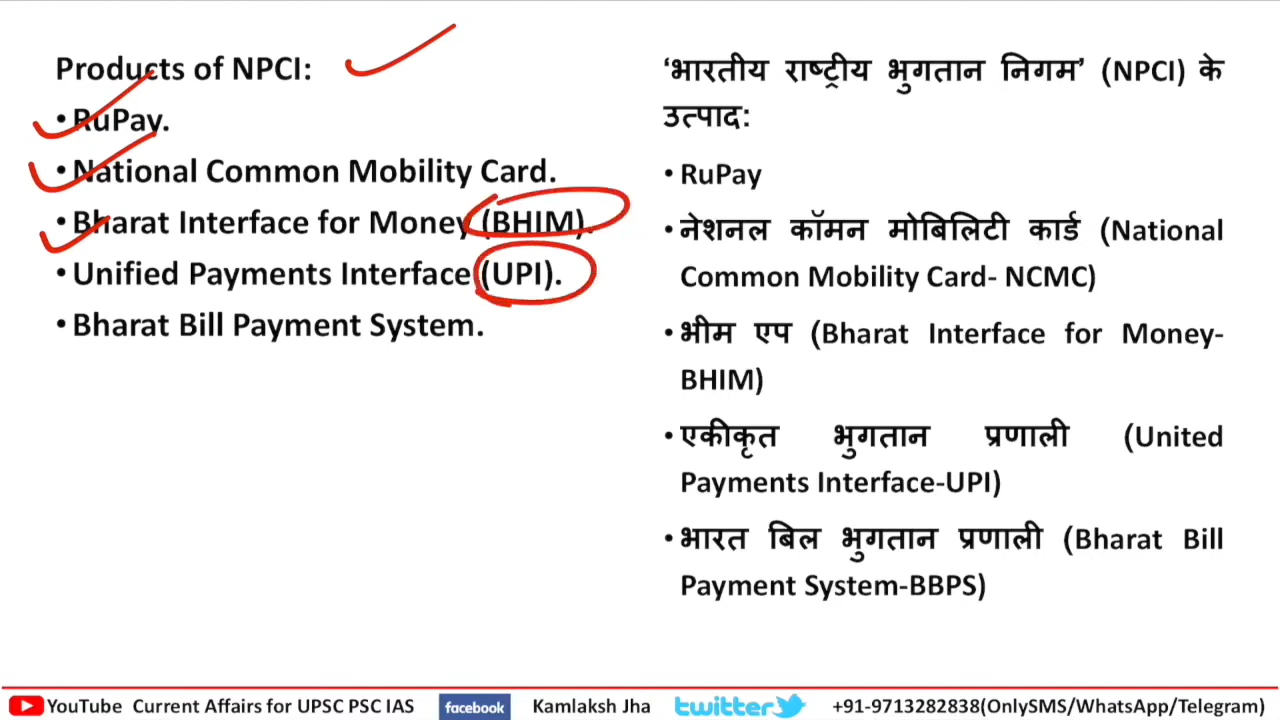 Products of NPCI:
•RuPay.
•National Common Mobility Card.
•Bharat Interface for Money (BHIM).
•Unified Payments Interface (UPI).
•Bharat Bill Payment System.
‘भारतीय राष्ट्रीय भुगतान निगम’ (NPCI) के
उत्पाद:
•RuPay
•नेशनल कॉमन मोबिलिटी कार्ड (National
Common Mobility Card- NCMC)
•भीम एप (Bharat Interface for Money-
BHIM)
•एकीकृत भुगतान प्रणाली (United
Payments Interface-UPI)
•भारत बिल भुगतान प्रणाली (Bharat Bill
Payment System-BBPS)
YouTube Current Affairs for UPSC PSC IAS facebook Kamlaksh Jha twitter +91-9713282838(OnlySMS/WhatsApp/Telegram)